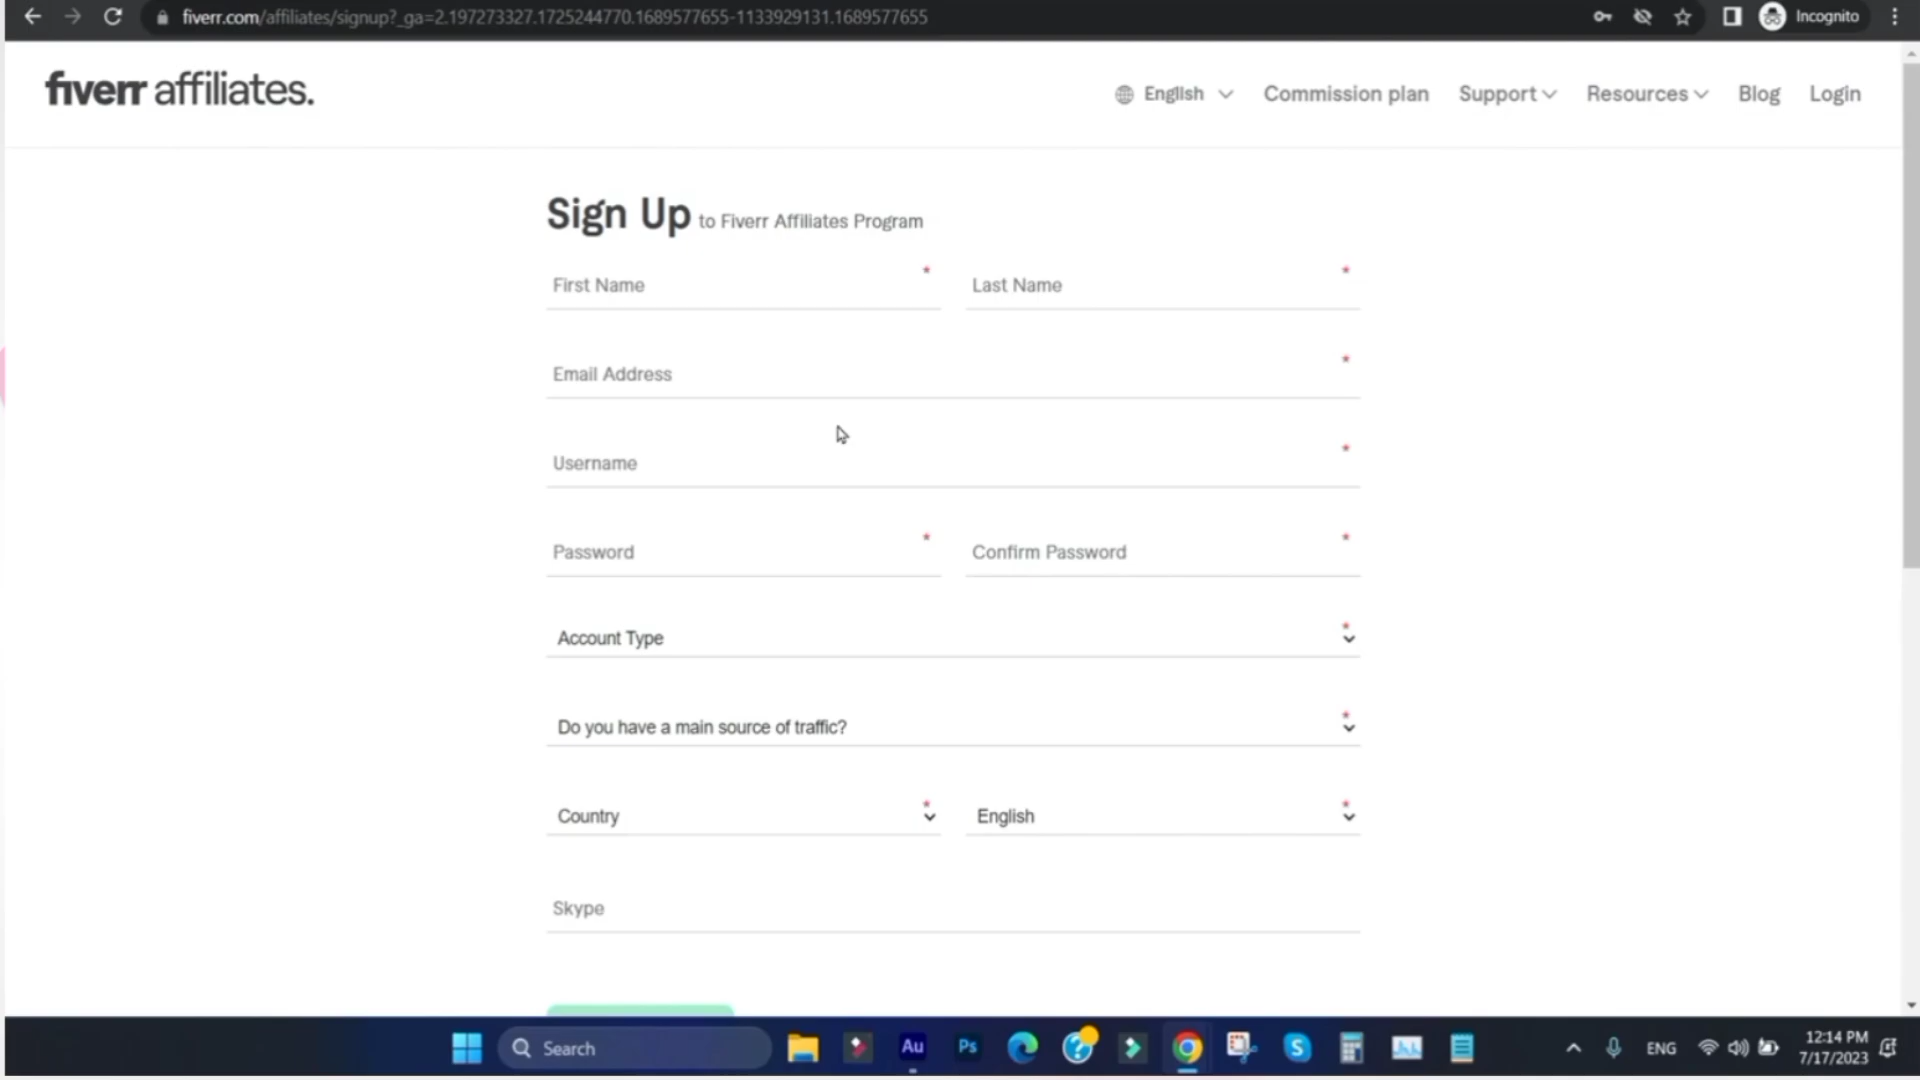 fiverr.com/affiliates/signup?_ga=2.197273327.1725244770.1689577655-1133929131.1689577655
Incognito
fiverr affiliates.
English
Commission plan
Support
Resources
Blog
Login
Sign Up to Fiverr Affiliates Program
First Name *
Last Name *
Email Address *
Username *
Password *
Confirm Password *
Account Type *
Do you have a main source of traffic? *
Country *
English *
Skype
Search
Au
Ps
S
ENG
12:14 PM
7/17/2023